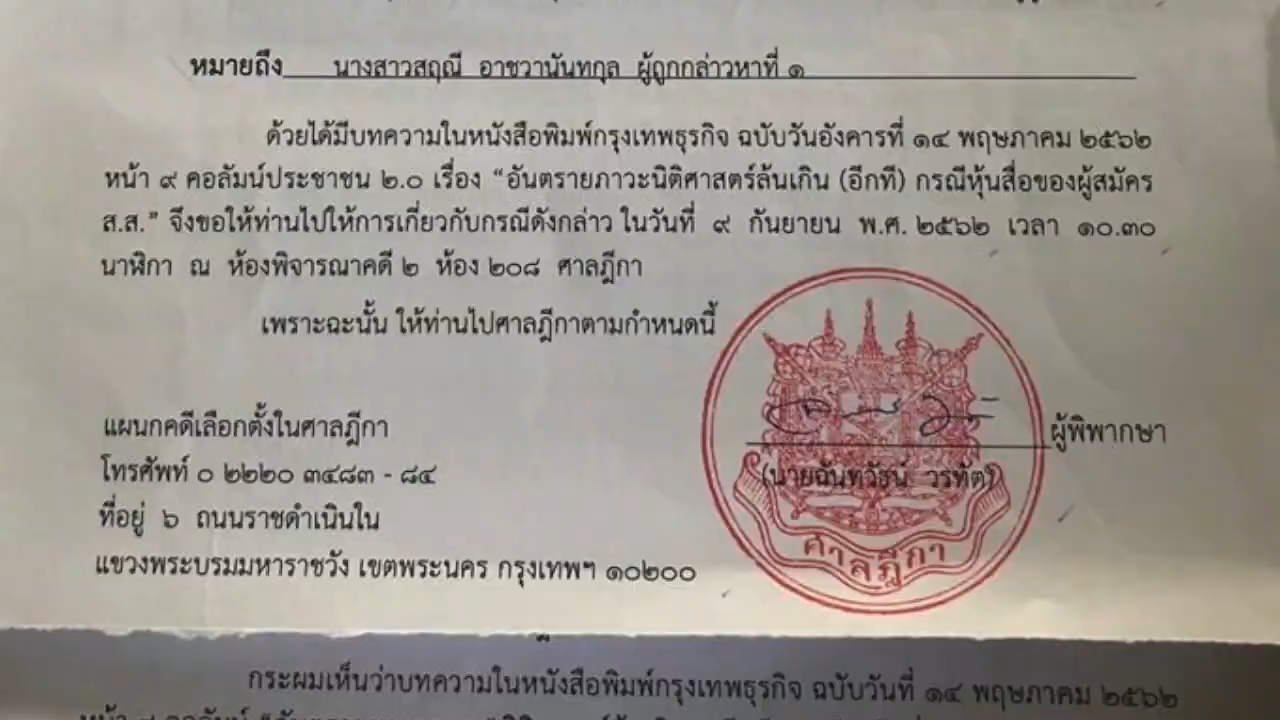 หมายถึง นางสาวสฤณี อาชวานันทกุล ผู้ถูกกล่าวหาที่ ๑
ด้วยได้มีบทความในหนังสือพิมพ์กรุงเทพธุรกิจ ฉบับวันอังคารที่ ๑๔ พฤษภาคม ๒๕๖๒
หน้า ๙ คอลัมน์ประชาชน ๒.๐ เรื่อง “อันตรายภาวะนิติศาสตร์ล้นเกิน (อีกที) กรณีหุ้นสื่อของผู้สมัคร
ส.ส.” จึงขอให้ท่านไปให้การเกี่ยวกับกรณีดังกล่าว ในวันที่ ๙ กันยายน พ.ศ. ๒๕๖๒ เวลา ๑๐.๓๐
นาฬิกา ณ ห้องพิจารณาคดี ๒ ห้อง ๒๐๘ ศาลฎีกา
เพราะฉะนั้น ให้ท่านไปศาลฎีกาตามกำหนดนี้
แผนกคดีเลือกตั้งในศาลฎีกา
ผู้พิพากษา
โทรศัพท์ ๐ ๒๒๒๐ ๓๔๘๓ - ๘๔
(นายฉันทวัธน์ วรทัต)
ที่อยู่ ๖ ถนนราชดำเนินใน
ศาลฎีกา
แขวงพระบรมมหาราชวัง เขตพระนคร กรุงเทพฯ ๑๐๒๐๐
กระผมเห็นว่าบทความในหนังสือพิมพ์กรุงเทพธุรกิจ ฉบับวันที่ ๑๔ พฤษภาคม ๒๕๖๒